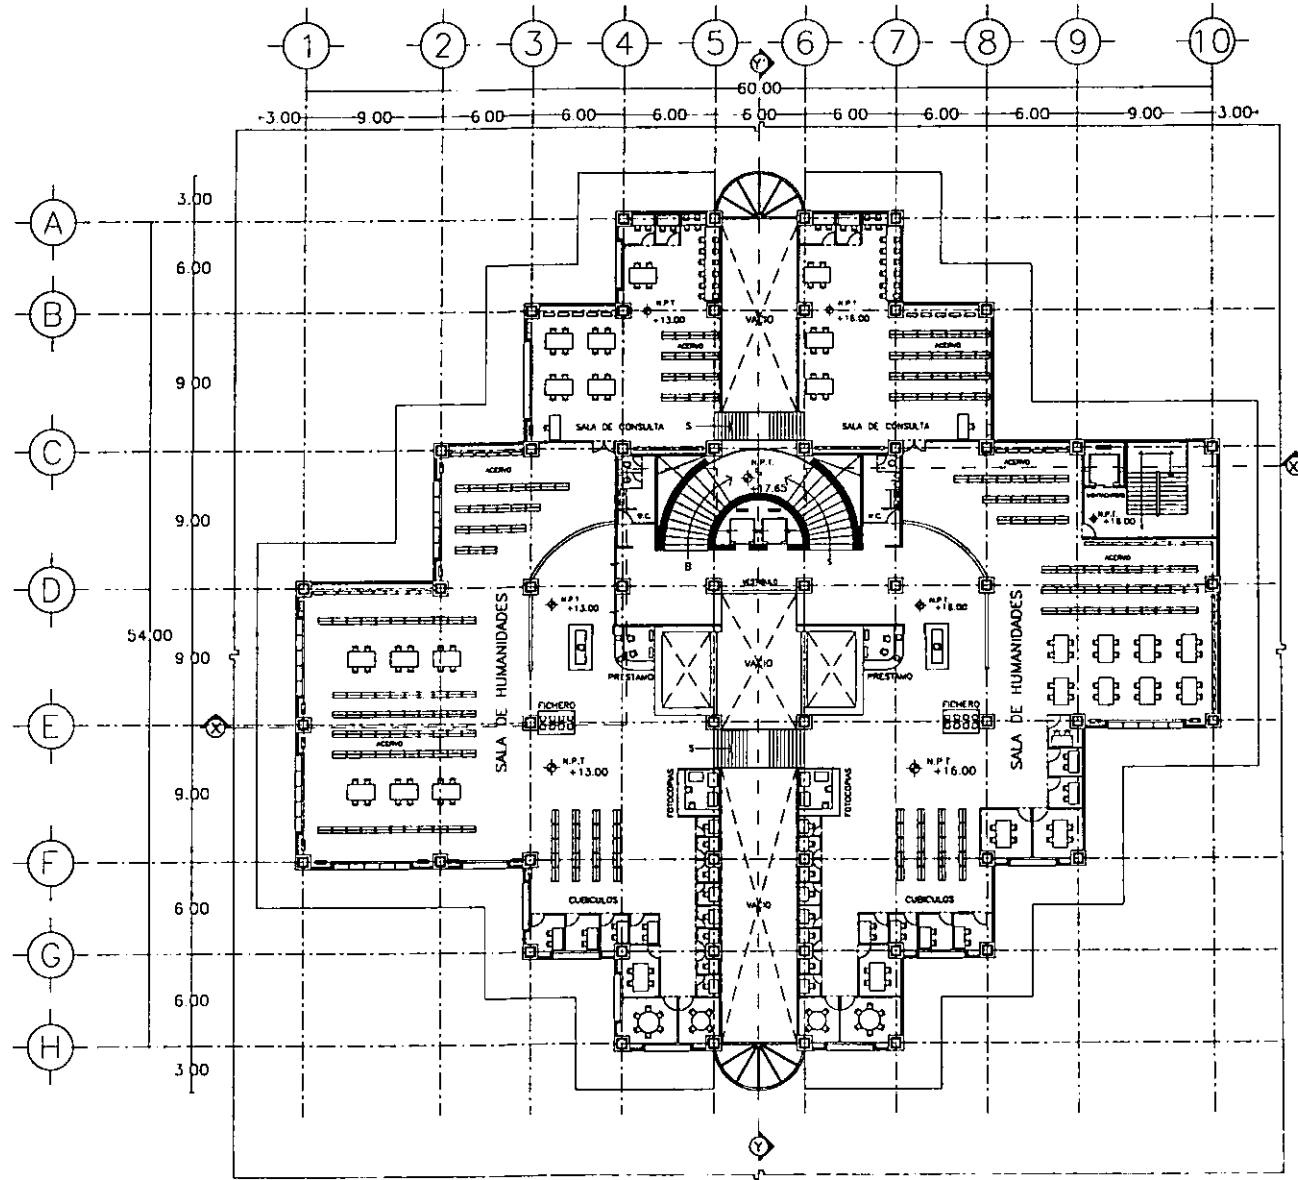 1 2 3 4 5 6 7 8 9 10
Y'
60.00
3.00 9.00 6.00 6.00 6.00 6.00 6.00 6.00 6.00 9.00 3.00
3.00
A
6.00
B
N.P.T
+13.00
VACIO
N.P.T
+16.00
ACERVO
ACERVO
9.00
SALA DE CONSULTA
S
SALA DE CONSULTA
C
ACERVO
N.P.T.
+17.65
ACERVO
X
MONTACARGAS
N.P.T.
+16.00
9.00
W.C.
W.C.
ACERVO
B
S
D
VESTIBULO
N.P.T
+13.00
N.P.T
+16.00
54.00
9.00
SALA DE HUMANIDADES
VACIO
SALA DE HUMANIDADES
PRESTAMO
PRESTAMO
FICHERO
FICHERO
E
X
ACERVO
S
N.P.T
+13.00
N.P.T
+16.00
9.00
FOTOCOPIAS
FOTOCOPIAS
F
6.00
CUBICULOS
VACIO
CUBICULOS
G
6.00
H
3.00
Y